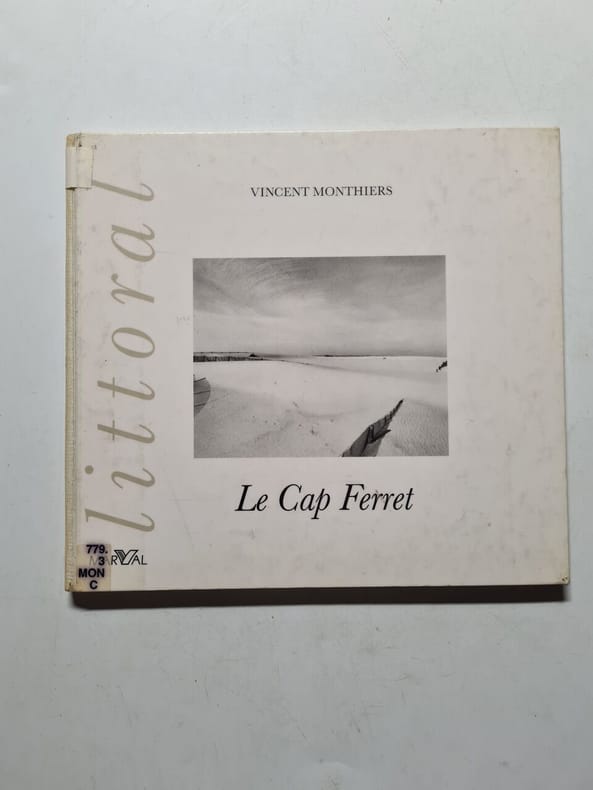 VINCENT MONTHIERS
littoral
Le Cap Ferret
MARVAL
779.
3
MON
C